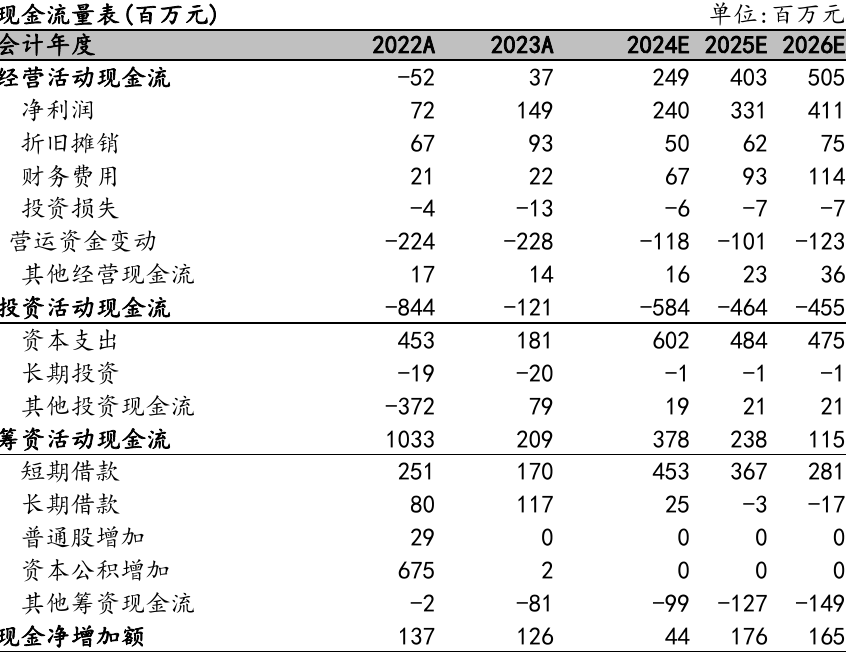 现金流量表(百万元) 单位:百万元
会计年度 2022A 2023A 2024E 2025E 2026E
经营活动现金流 -52 37 249 403 505
净利润 72 149 240 331 411
折旧摊销 67 93 50 62 75
财务费用 21 22 67 93 114
投资损失 -4 -13 -6 -7 -7
营运资金变动 -224 -228 -118 -101 -123
其他经营现金流 17 14 16 23 36
投资活动现金流 -844 -121 -584 -464 -455
资本支出 453 181 602 484 475
长期投资 -19 -20 -1 -1 -1
其他投资现金流 -372 79 19 21 21
筹资活动现金流 1033 209 378 238 115
短期借款 251 170 453 367 281
长期借款 80 117 25 -3 -17
普通股增加 29 0 0 0 0
资本公积增加 675 2 0 0 0
其他筹资现金流 -2 -81 -99 -127 -149
现金净增加额 137 126 44 176 165